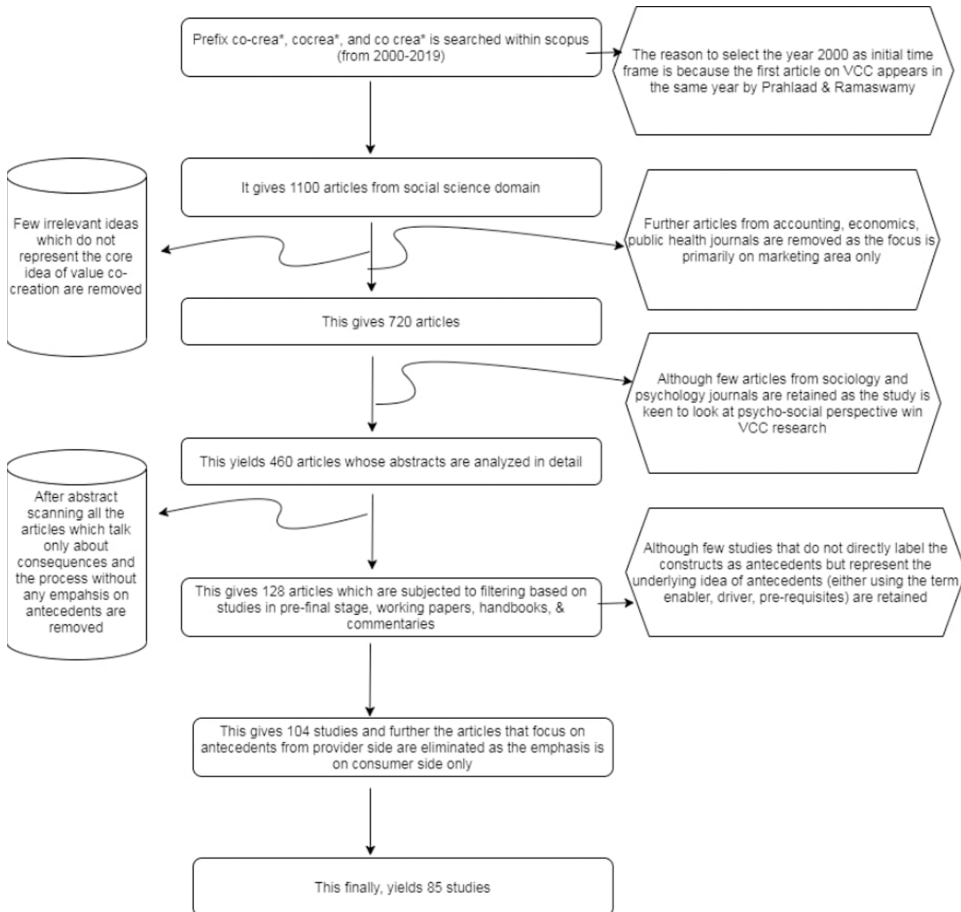 Prefix co-crea*, cocrea*, and co crea* is searched within scopus
(from 2000-2019)
The reason to select the year 2000 as initial time
frame is because the first article on VCC appears in
the same year by Prahlaad & Ramaswamy
It gives 1100 articles from social science domain
Few irrelevant ideas
which do not
represent the core
idea of value co-
creation are removed
Further articles from accounting, economics,
public health journals are removed as the focus is
primarily on marketing area only
This gives 720 articles
Although few articles from sociology and
psychology journals are retained as the study is
keen to look at psycho-social perspective win
VCC research
This yields 460 articles whose abstracts are analyzed in detail
After abstract
scanning all the
articles which talk
only about
consequences and
the process without
any empahsis on
antecedents are
removed
Although few studies that do not directly label the
constructs as antecedents but represent the
underlying idea of antecedents (either using the term
enabler, driver, pre-requisites) are retained
This gives 128 articles which are subjected to filtering based on
studies in pre-final stage, working papers, handbooks, &
commentaries
This gives 104 studies and further the articles that focus on
antecedents from provider side are eliminated as the emphasis is
on consumer side only
This finally, yields 85 studies